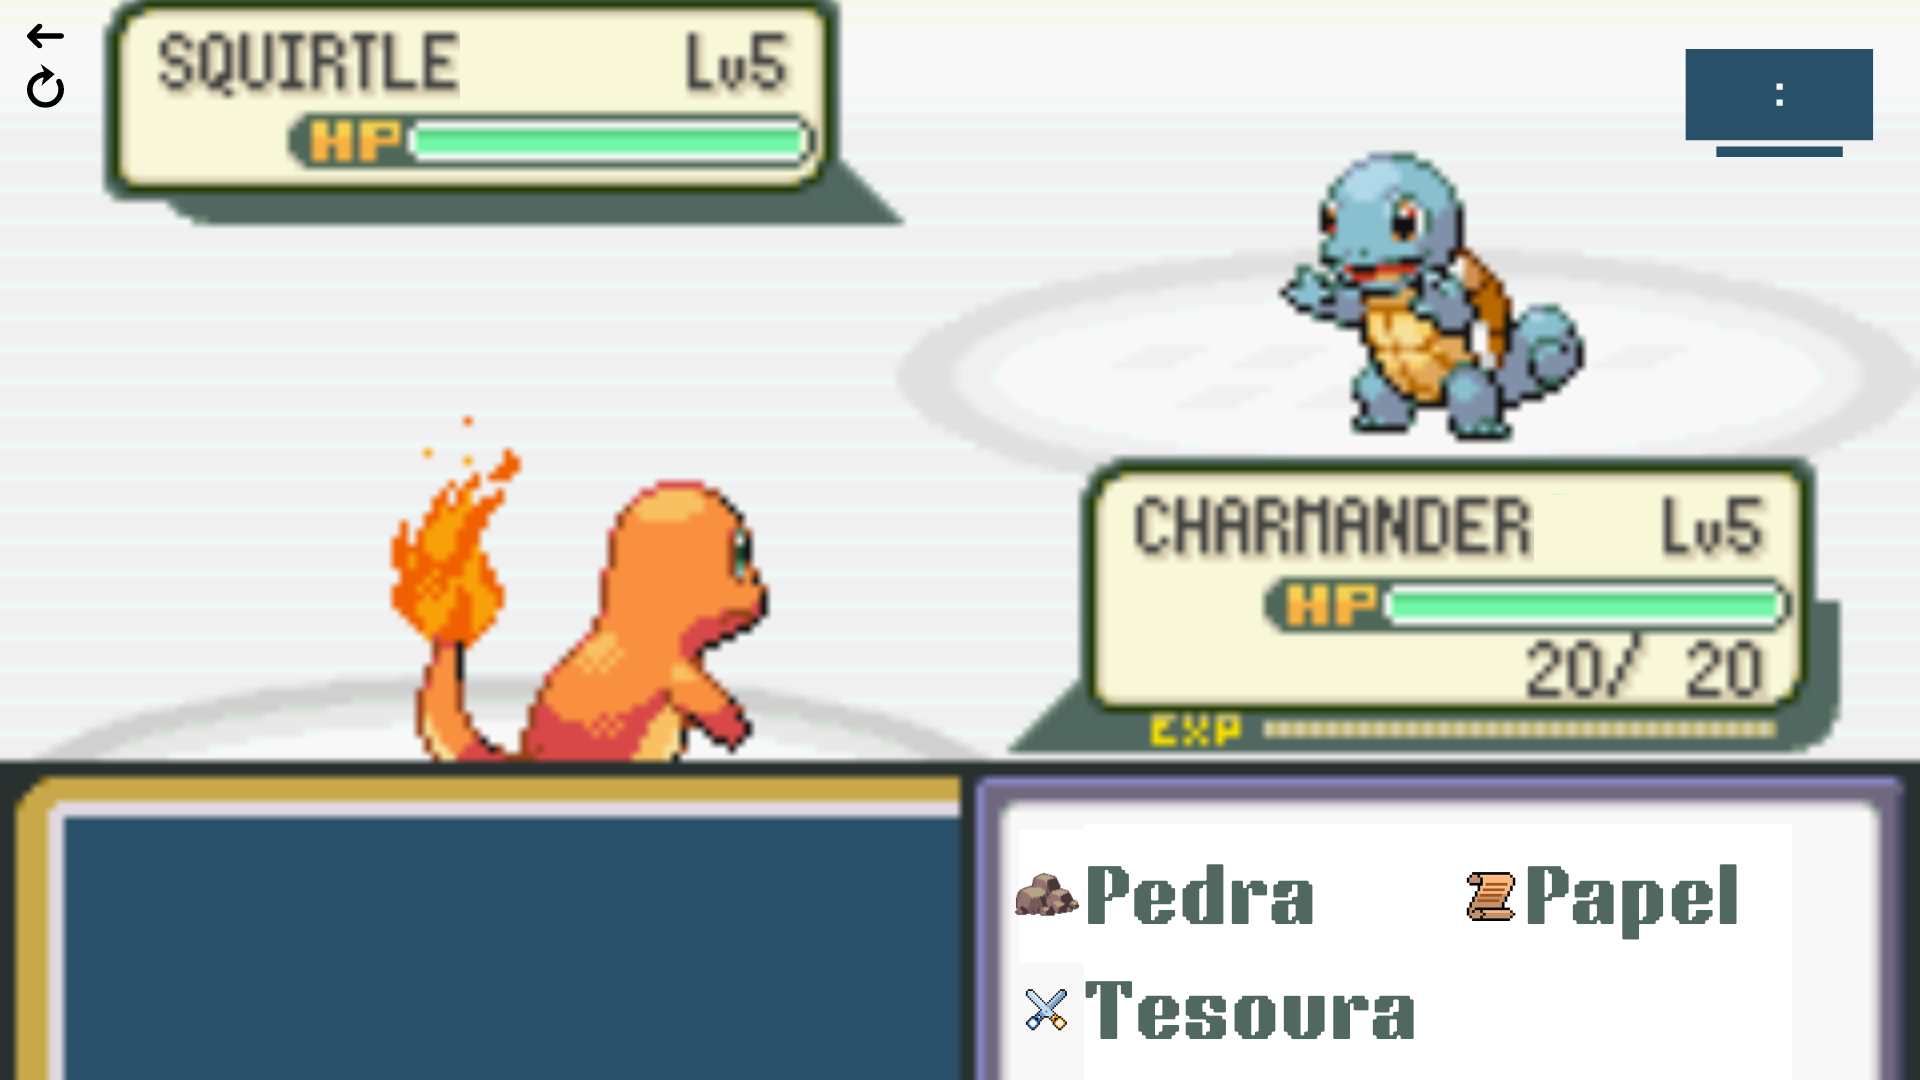 SQUIRTLE Lv5
HP
:
CHARMANDER Lv5
HP
20/ 20
EXP
Pedra Papel
Tesoura